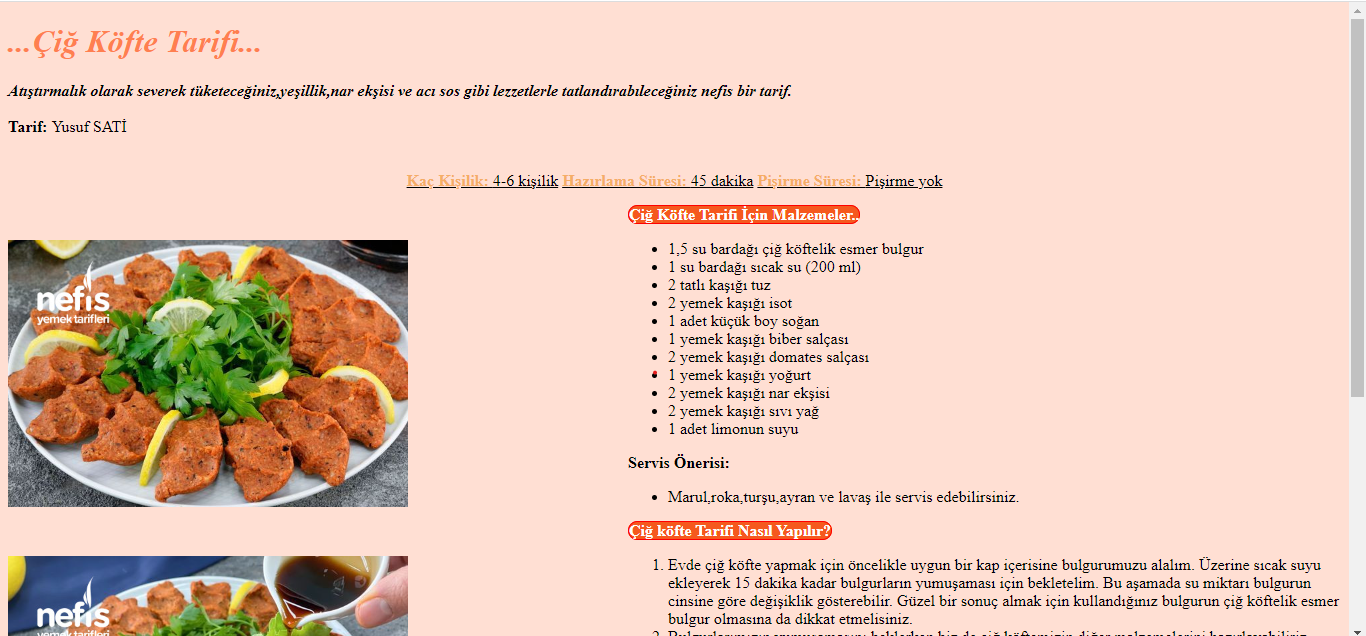 ...Çiğ Köfte Tarifi...
Atıştırmalık olarak severek tüketeceğiniz,yeşillik,nar ekşisi ve acı sos gibi lezzetlerle tatlandırabıleceğiniz nefis bir tarif.
Tarif: Yusuf SATİ
Kaç Kişilik: 4-6 kişilik Hazırlama Süresi: 45 dakika Pişirme Süresi: Pişirme yok
nefis
yemek tarifleri
Çiğ Köfte Tarifi İçin Malzemeler..
• 1,5 su bardağı çiğ köftelik esmer bulgur
• 1 su bardağı sıcak su (200 ml)
• 2 tatlı kaşığı tuz
• 2 yemek kaşığı isot
• 1 adet küçük boy soğan
• 1 yemek kaşığı biber salçası
• 2 yemek kaşığı domates salçası
• 1 yemek kaşığı yoğurt
• 2 yemek kaşığı nar ekşisi
• 2 yemek kaşığı sıvı yağ
• 1 adet limonun suyu
Servis Önerisi:
• Marul,roka,turşu,ayran ve lavaş ile servis edebilirsiniz.
Çiğ köfte Tarifi Nasıl Yapılır?
nefis
yemek tarifleri
1. Evde çiğ köfte yapmak için öncelikle uygun bir kap içerisine bulgurumuzu alalım. Üzerine sıcak suyu
ekleyerek 15 dakika kadar bulgurların yumuşaması için bekletelim. Bu aşamada su miktarı bulgurun
cinsine göre değişiklik gösterebilir. Güzel bir sonuç almak için kullandığınız bulgurun çiğ köftelik esmer
bulgur olmasına da dikkat etmelisiniz.